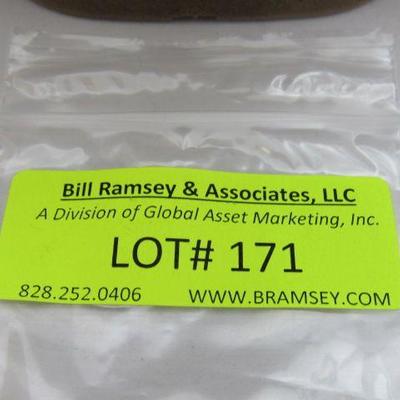 Bill Ramsey & Associates, LLC
A Division of Global Asset Marketing, Inc.
LOT# 171
828.252.0406 WWW.BRAMSEY.COM